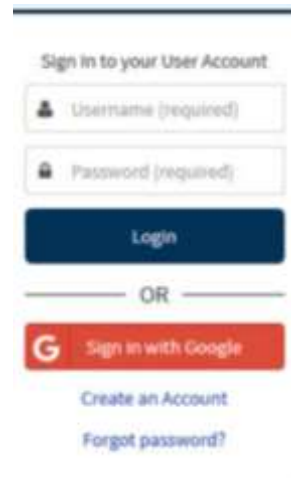 Sign in to your User Account
Username (required)
Password (required)
Login
OR
G Sign in with Google
Create an Account
Forgot password?